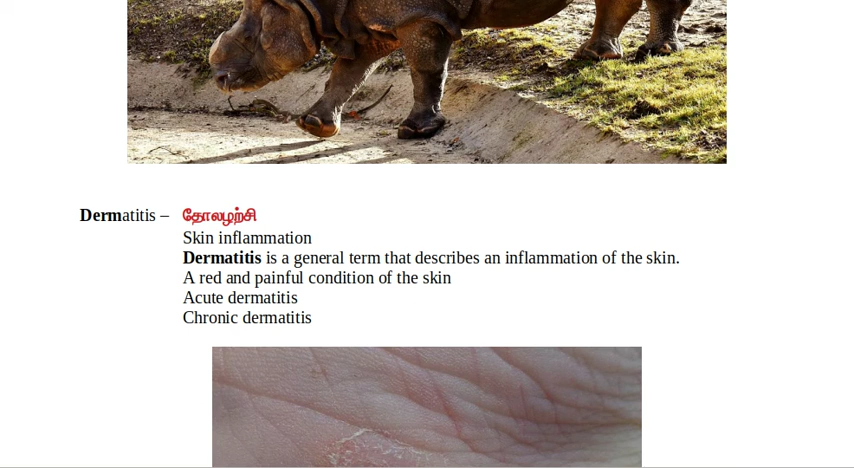 Dermatitis – தோலழற்சி
Skin inflammation
Dermatitis is a general term that describes an inflammation of the skin.
A red and painful condition of the skin
Acute dermatitis
Chronic dermatitis